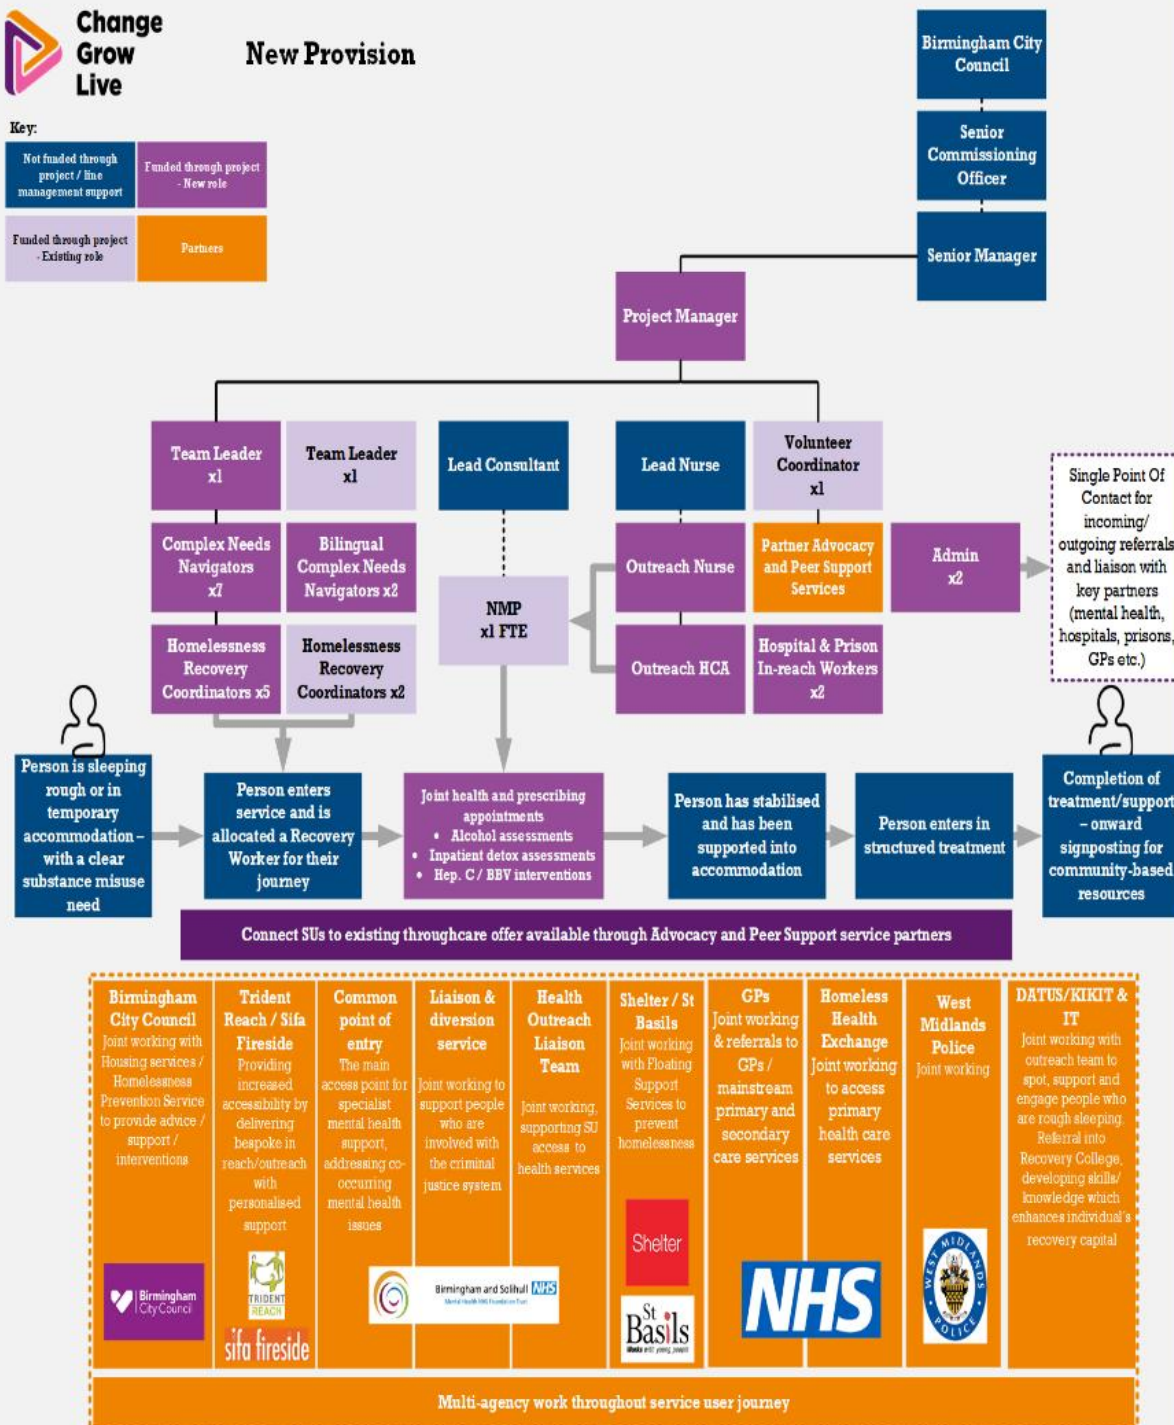 Change
Grow
Live
New Provision
Key:
Not funded through
project / line
management support
Funded through project
- New role
Funded through project
- Existing role
Partners
Birmingham City
Council
Senior
Commissioning
Officer
Senior Manager
Project Manager
Team Leader
x1
Team Leader
x1
Lead Consultant
Lead Nurse
Volunteer
Coordinator
x1
Complex Needs
Navigators
x7
Bilingual
Complex Needs
Navigators x2
NMP
x1 FTE
Outreach Nurse
Partner Advocacy
and Peer Support
Services
Admin
x2
Single Point Of
Contact for
incoming/
outgoing referrals
and liaison with
key partners
(mental health,
hospitals, prisons,
GPs etc.)
Homelessness
Recovery
Coordinators x5
Homelessness
Recovery
Coordinators x2
Outreach HCA
Hospital & Prison
In-reach Workers
x2
Person is sleeping
rough or in
temporary
accommodation –
with a clear
substance misuse
need
Person enters
service and is
allocated a Recovery
Worker for their
journey
Joint health and prescribing
appointments
• Alcohol assessments
• Inpatient detox assessments
• Hep. C / BBV interventions
Person has stabilised
and has been
supported into
accommodation
Person enters in
structured treatment
Completion of
treatment/support
– onward
signposting for
community-based
resources
Connect SUs to existing throughcare offer available through Advocacy and Peer Support service partners
Birmingham
City Council
Joint working with
Housing services /
Homelessness
Prevention Service
to provide advice /
support /
interventions
Birmingham
City Council
Trident
Reach / Sifa
Fireside
Providing
increased
accessibility by
delivering
bespoke in
reach/outreach
with
personalised
support
TRIDENT
REACH
sifa fireside
Common
point of
entry
The main
access point for
specialist
mental health
support,
addressing co-
occurring
mental health
issues
Liaison &
diversion
service
Joint working to
support people
who are
involved with
the criminal
justice system
Birmingham and Solihull NHS
Mental Health NHS Foundation Trust
Health
Outreach
Liaison
Team
Joint working,
supporting SU
access to
health services
Shelter / St
Basils
Joint working
with Floating
Support
Services to
prevent
homelessness
Shelter
St
Basils
Works with young people
GPs
Joint working
& referrals to
GPs /
mainstream
primary and
secondary
care services
Homeless
Health
Exchange
Joint working
to access
primary
health care
services
NHS
West
Midlands
Police
Joint working
WEST MIDLANDS
POLICE
DATUS/KIKIT &
IT
Joint working with
outreach team to
spot, support and
engage people who
are rough sleeping.
Referral into
Recovery College,
developing skills/
knowledge which
enhances individual's
recovery capital
Multi-agency work throughout service user journey